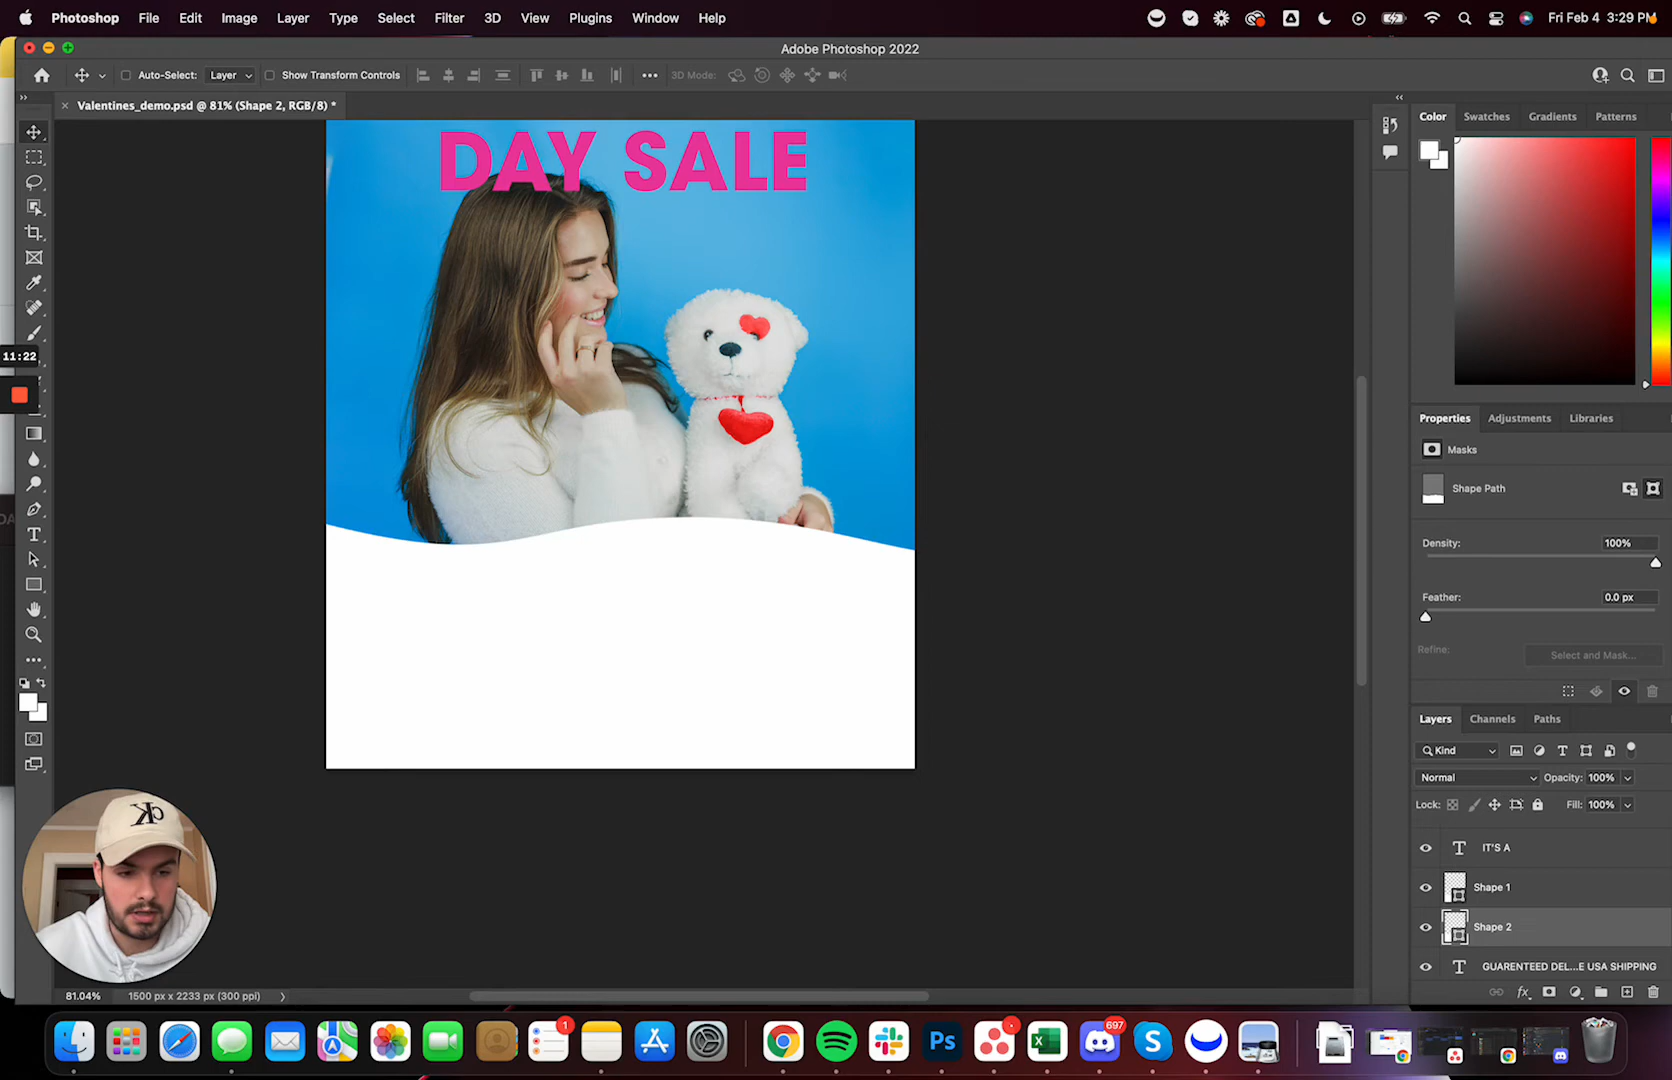 Photoshop File Edit Image Layer Type Select Filter 3D View Plugins Window Help Fri Feb 4 3:29 PM
Adobe Photoshop 2022
Auto-Select: Layer Show Transform Controls 3D Mode:
Valentines_demo.psd @ 81% (Shape 2, RGB/8) *
Color Swatches Gradients Patterns
DAY SALE
11:22
Properties Adjustments Libraries
Masks
Shape Path
Density: 100%
Feather: 0.0 px
Refine: Select and Mask...
Layers Channels Paths
Kind
Normal Opacity: 100%
Lock: Fill: 100%
CK
T IT'S A
Shape 1
Shape 2
T GUARENTEED DEL...E USA SHIPPING
fx
81.04% 1500 px x 2233 px (300 ppi)
1
Ps
697